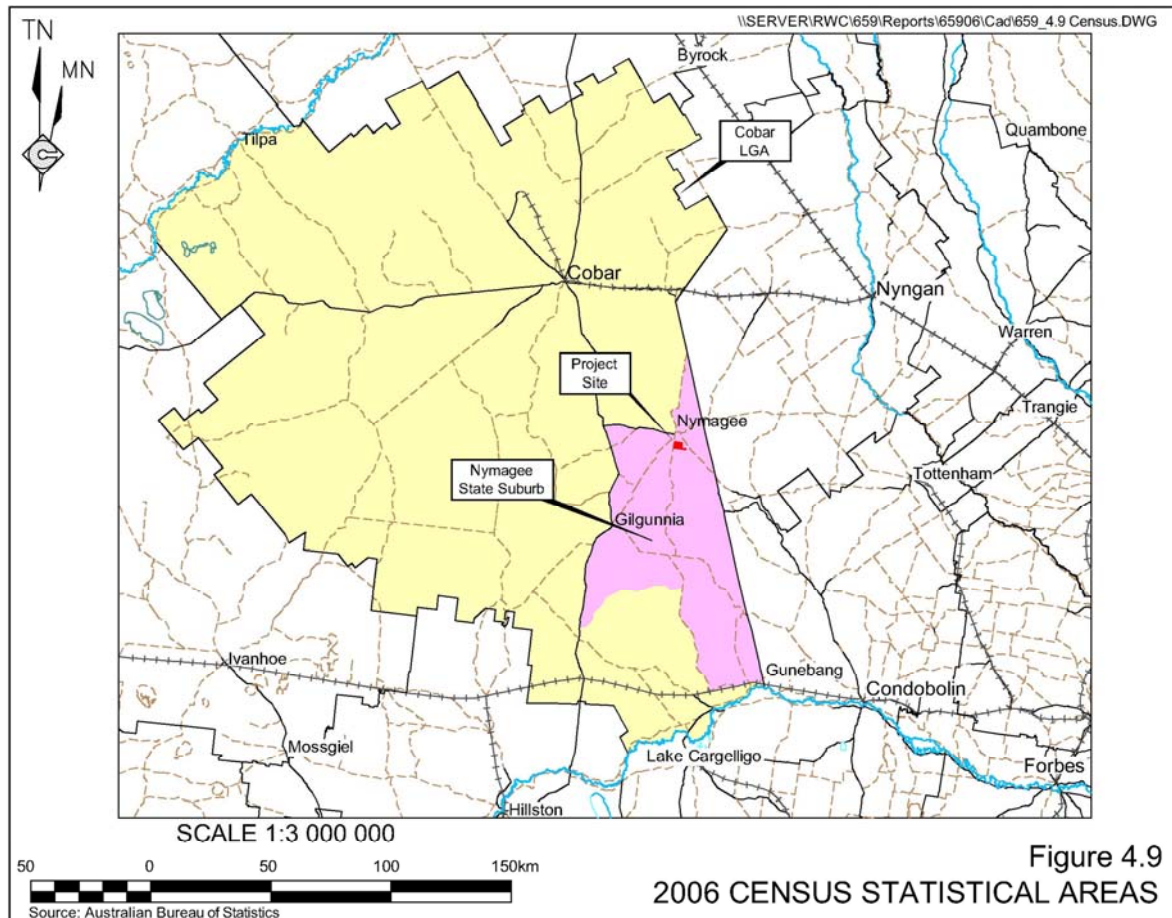 TN
MN
\\SERVER\RWC\659\Reports\65906\Cad\659_4.9 Census.DWG
Byrock
Cobar
LGA
Quambone
Tilpa
Cobar
Nyngan
Warren
Project
Site
Trangie
Nymagee
Nymagee
State Suburb
Tottenham
Gilgunnia
Ivanhoe
Gunebang
Condobolin
Mossgiel
Lake Cargelligo
Forbes
Hillston
SCALE 1:3 000 000
50 0 50 100 150km
Source: Australian Bureau of Statistics
Figure 4.9
2006 CENSUS STATISTICAL AREAS